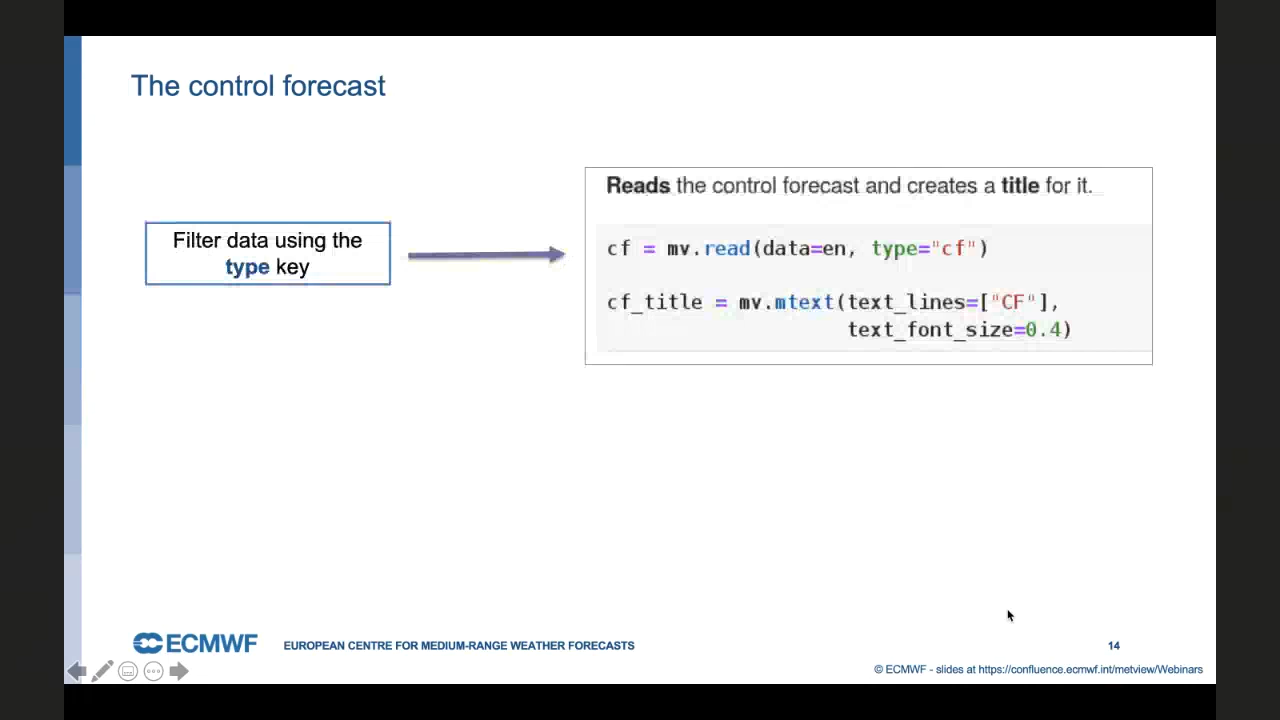 The control forecast
Filter data using the
type key
Reads the control forecast and creates a title for it.
cf = mv.read(data=en, type="cf")
cf_title = mv.mtext(text_lines=["CF"],
text_font_size=0.4)
ECMWF
EUROPEAN CENTRE FOR MEDIUM-RANGE WEATHER FORECASTS
14
© ECMWF - slides at https://confluence.ecmwf.int/metview/Webinars